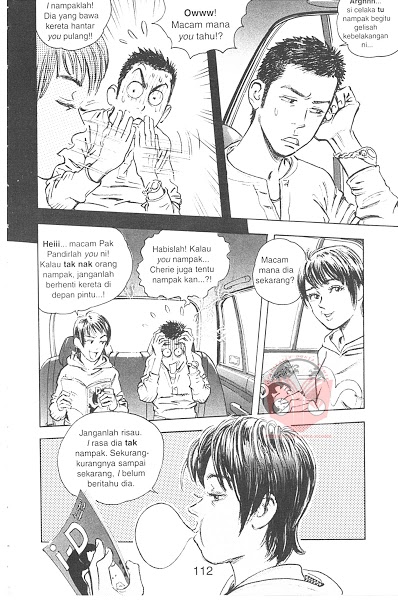 Arghhh...
si celaka tu
nampak begitu
gelisah
kebelakangan
ni...
Owww!
Macam mana
you tahu!?
I nampaklah!
Dia yang bawa
kereta hantar
you pulang!!
Macam
mana dia
sekarang?
Habislah! Kalau
you nampak...
Cherie juga tentu
nampak kan...?!
Heiii... macam Pak
Pandirlah you ni!
Kalau tak nak orang
nampak, janganlah
berhenti kereta di
depan pintu...!
Janganlah risau.
I rasa dia tak
nampak. Sekurang-
kurangnya sampai
sekarang, I belum
beritahu dia.
i-D
112